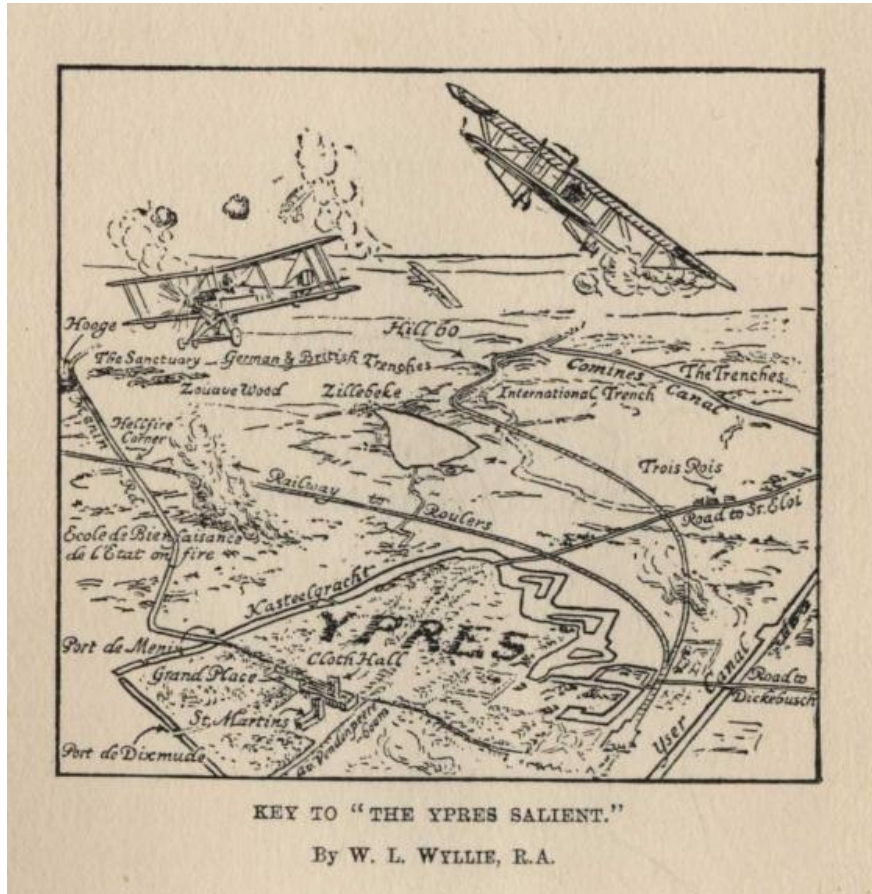 Hooge
Hill 60
The Sanctuary
German & British Trenches
Comines
Canal
The Trenches
Zouave Wood
Zillebeke
International Trench
Menin
Rd.
Hellfire
Corner
Trois Rois
Railway to
Roulers
Road to St. Eloi
Ecole de Bienfaisance
de l'Etat on fire
Kasteelgracht
YPRES
Port de Menin
Cloth Hall
Grand Place
St. Martins
Yser Canal
Road to
Dickebusch
Port de Dixmude
KEY TO "THE YPRES SALIENT."
By W. L. WYLLIE, R.A.